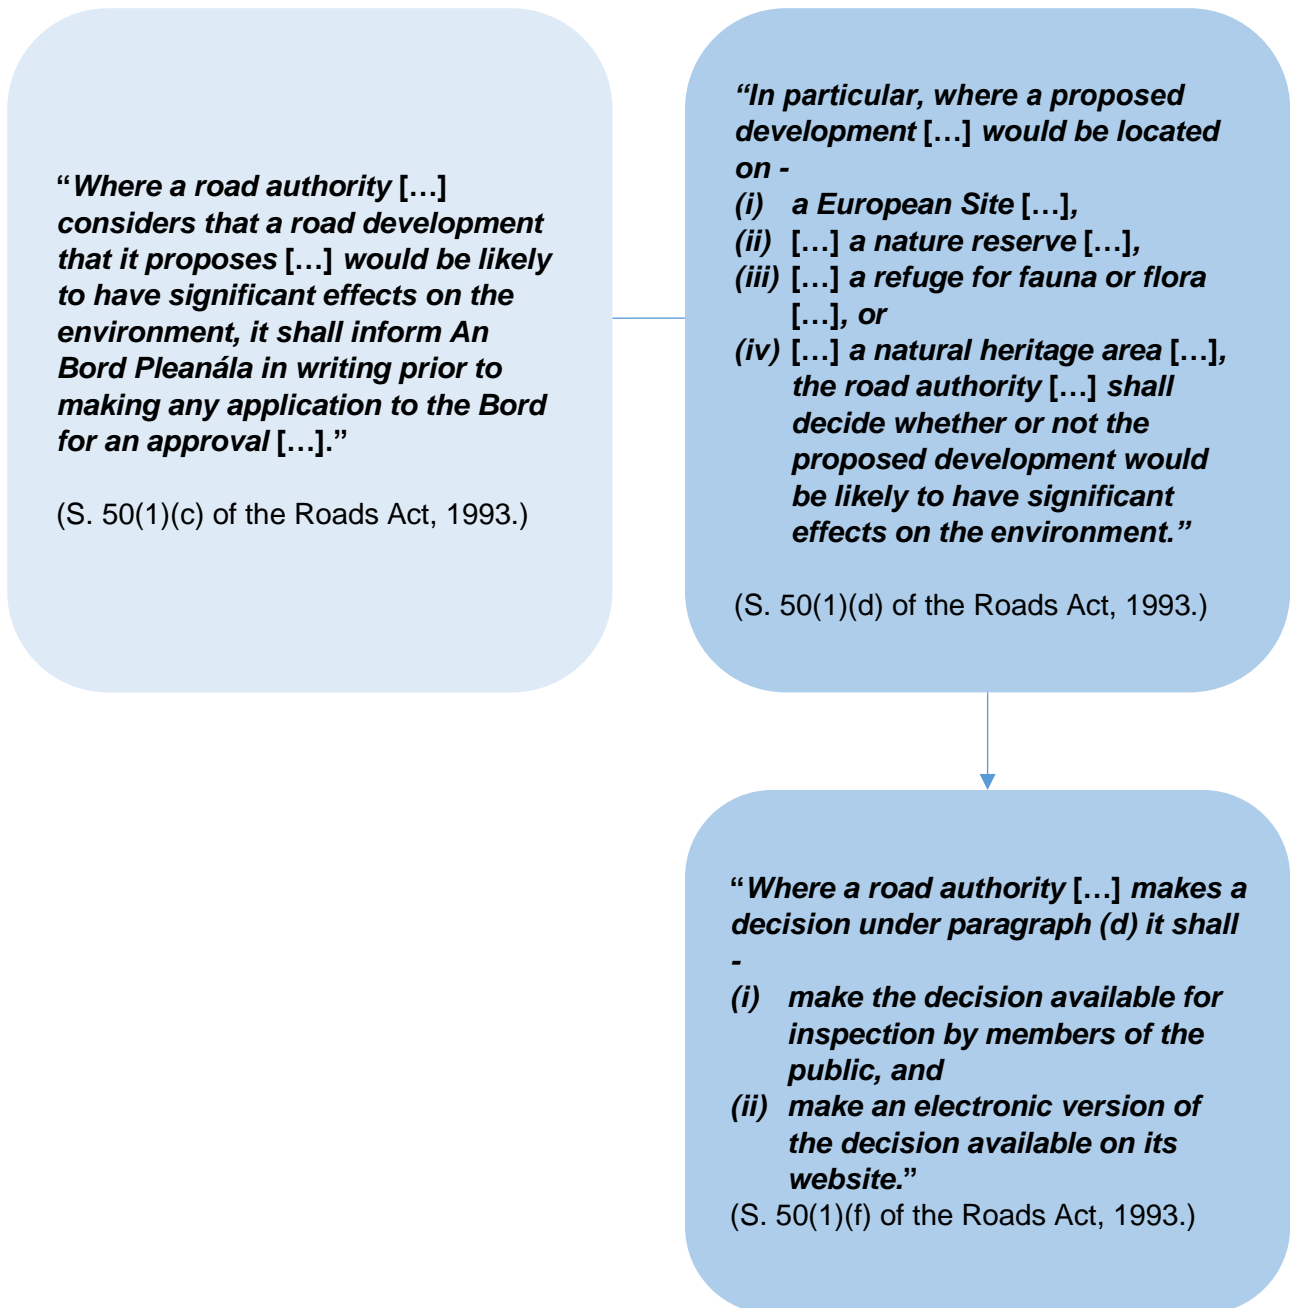 “Where a road authority […]
considers that a road development
that it proposes […] would be likely
to have significant effects on the
environment, it shall inform An
Bord Pleanála in writing prior to
making any application to the Bord
for an approval […].”
(S. 50(1)(c) of the Roads Act, 1993.)
“In particular, where a proposed
development […] would be located
on -
(i) a European Site […],
(ii) […] a nature reserve […],
(iii) […] a refuge for fauna or flora
[…], or
(iv) […] a natural heritage area […],
the road authority […] shall
decide whether or not the
proposed development would
be likely to have significant
effects on the environment.”
(S. 50(1)(d) of the Roads Act, 1993.)
“Where a road authority […] makes a
decision under paragraph (d) it shall
-
(i) make the decision available for
inspection by members of the
public, and
(ii) make an electronic version of
the decision available on its
website.”
(S. 50(1)(f) of the Roads Act, 1993.)